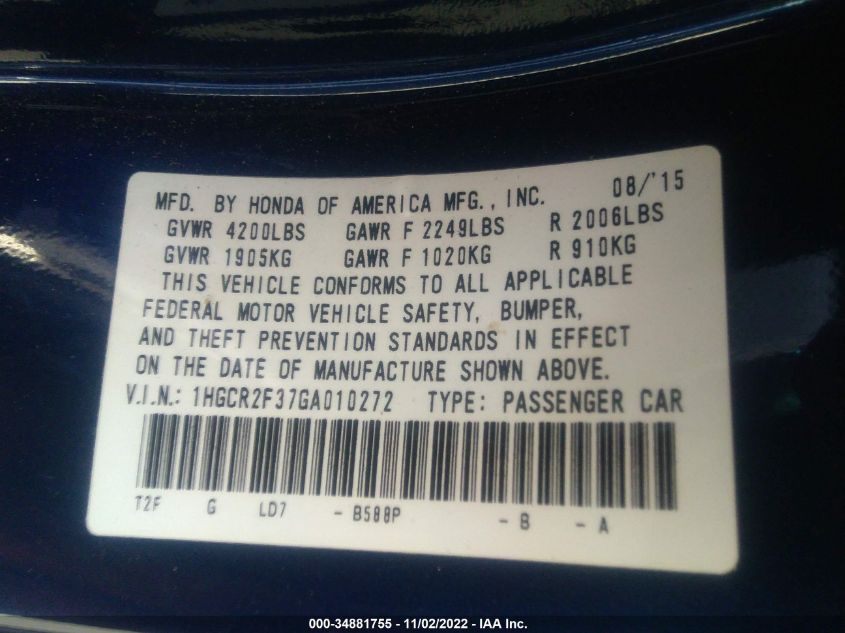 MFD. BY HONDA OF AMERICA MFG., INC. 08/'15
GVWR 4200LBS GAWR F 2249LBS R 2006LBS
GVWR 1905KG GAWR F 1020KG R 910KG
THIS VEHICLE CONFORMS TO ALL APPLICABLE
FEDERAL MOTOR VEHICLE SAFETY, BUMPER,
AND THEFT PREVENTION STANDARDS IN EFFECT
ON THE DATE OF MANUFACTURE SHOWN ABOVE.
V.I.N.: 1HGCR2F37GA010272 TYPE: PASSENGER CAR
T2F G LD7 - B588P - B - A
000-34881755 - 11/02/2022 - IAA Inc.